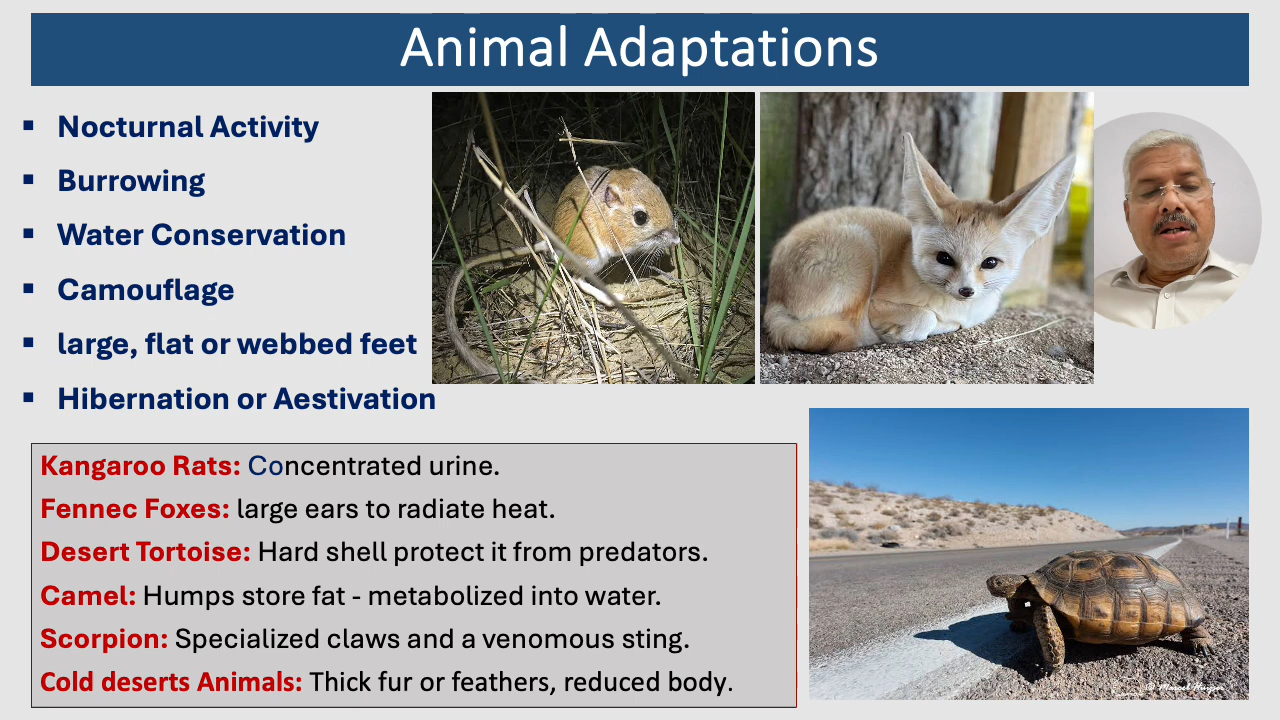 Animal Adaptations
▪ Nocturnal Activity
▪ Burrowing
▪ Water Conservation
▪ Camouflage
▪ large, flat or webbed feet
▪ Hibernation or Aestivation
Kangaroo Rats: Concentrated urine.
Fennec Foxes: large ears to radiate heat.
Desert Tortoise: Hard shell protect it from predators.
Camel: Humps store fat - metabolized into water.
Scorpion: Specialized claws and a venomous sting.
Cold deserts Animals: Thick fur or feathers, reduced body.